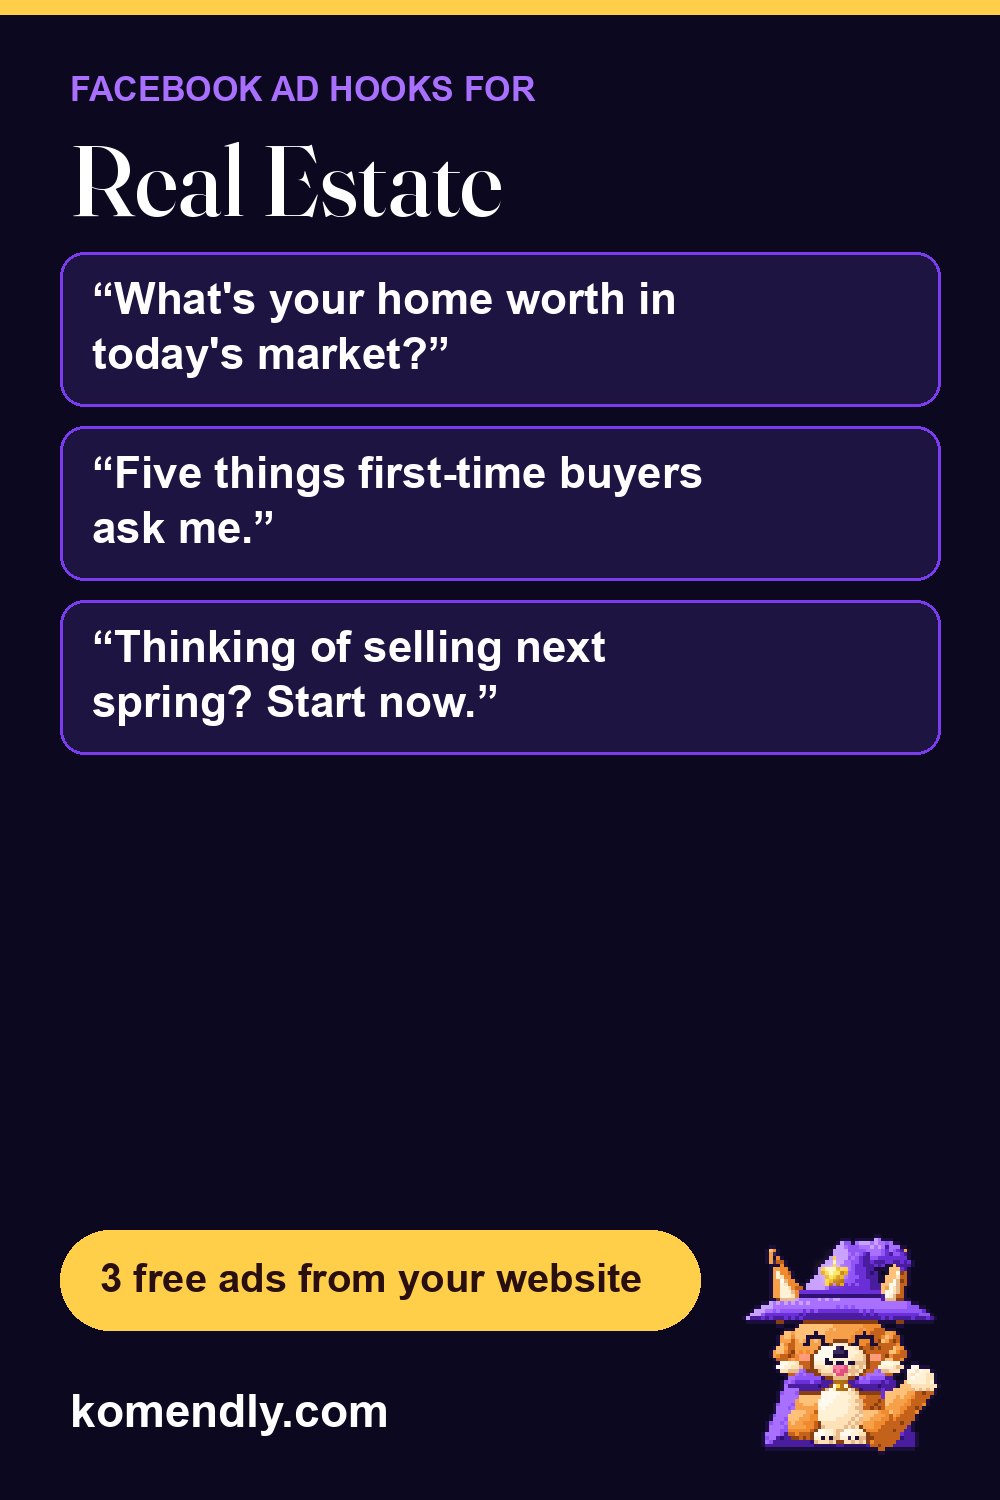 FACEBOOK AD HOOKS FOR
Real Estate
“What's your home worth in
today's market?”
“Five things first-time buyers
ask me.”
“Thinking of selling next
spring? Start now.”
3 free ads from your website
komendly.com